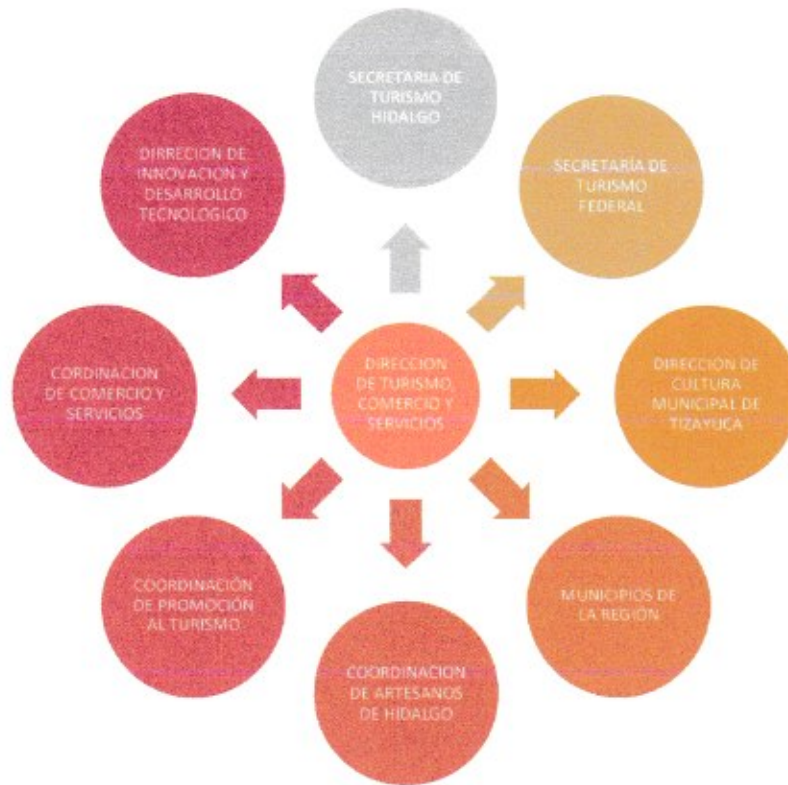 SECRETARIA DE
TURISMO
HIDALGO
SECRETARÍA DE
TURISMO
FEDERAL
DIRECCIÓN DE
CULTURA
MUNICIPAL DE
TIZAYUCA
MUNICIPIOS DE
LA REGIÓN
COORDINACION
DE ARTESANOS
DE HIDALGO
COORDINACIÓN
DE PROMOCIÓN
AL TURISMO
CORDINACION
DE COMERCIO Y
SERVICIOS
DIRRECION DE
INNOVACION Y
DESARROLLO
TECNOLOGICO
DIRECCION
DE TURISMO,
COMERCIO Y
SERVICIOS